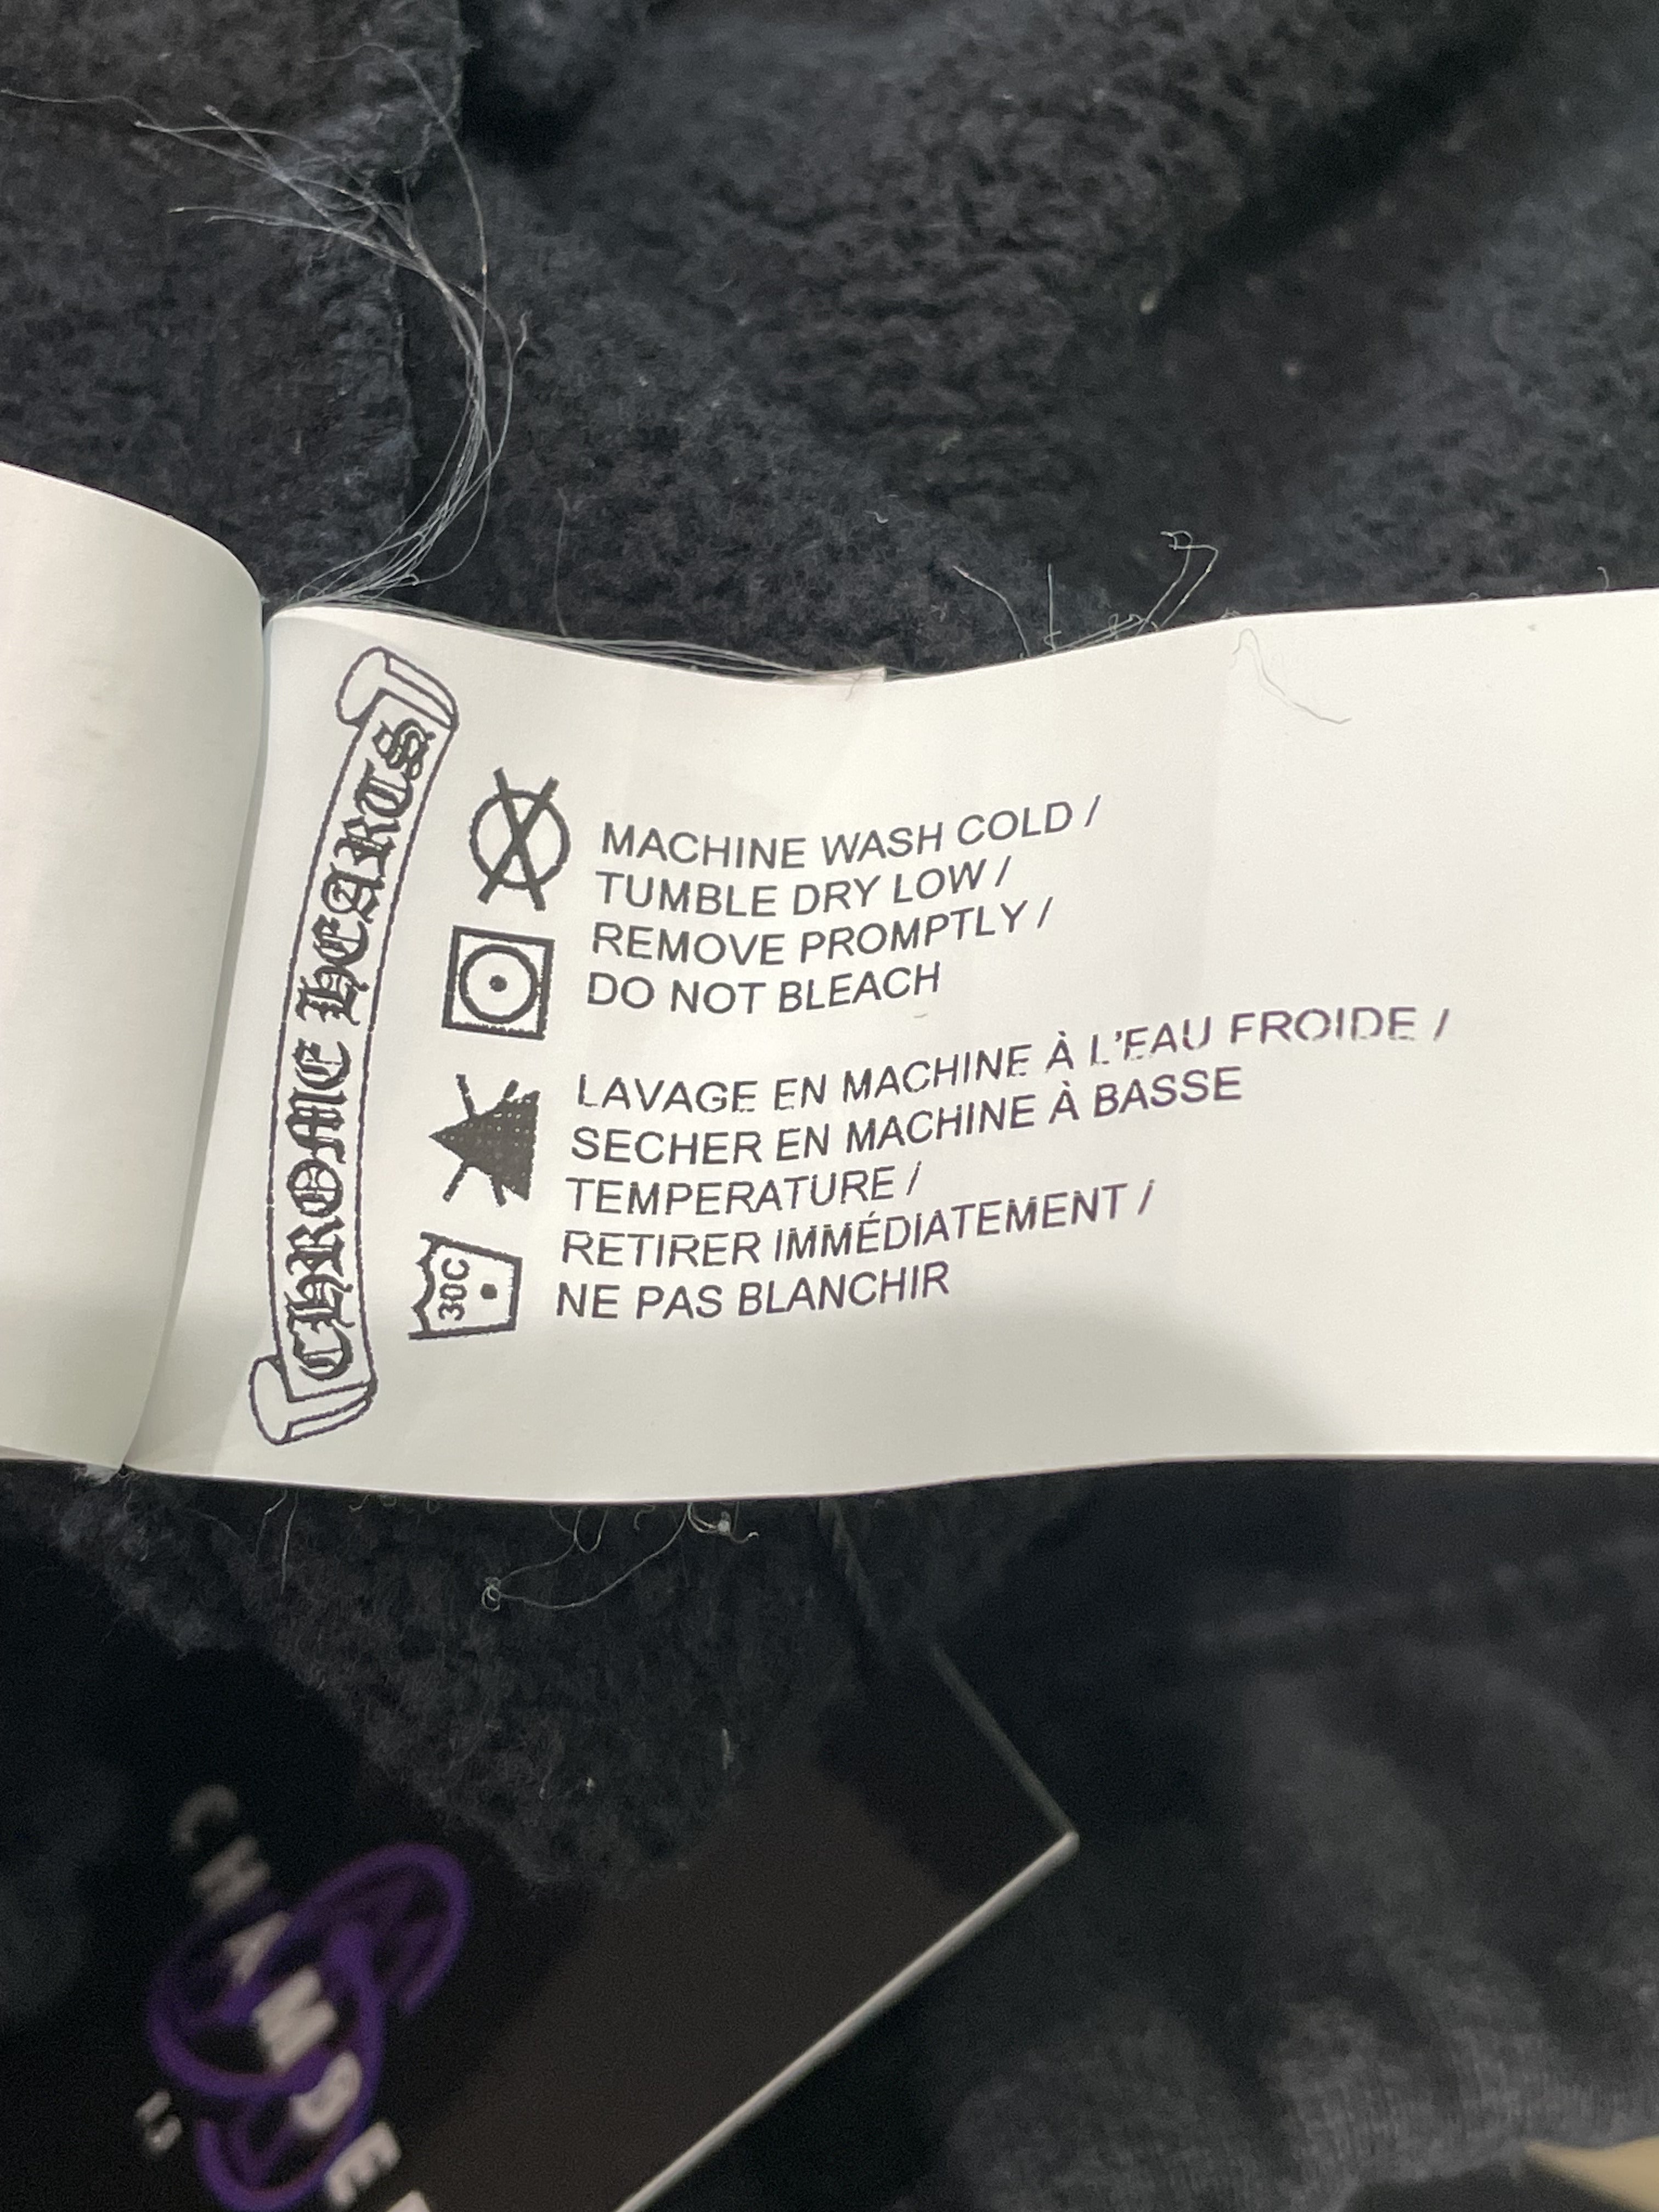 CHROME HEARTS
MACHINE WASH COLD /
TUMBLE DRY LOW /
REMOVE PROMPTLY /
DO NOT BLEACH
LAVAGE EN MACHINE À L'EAU FROIDE /
SECHER EN MACHINE À BASSE
TEMPERATURE /
RETIRER IMMÉDIATEMENT /
NE PAS BLANCHIR
30C